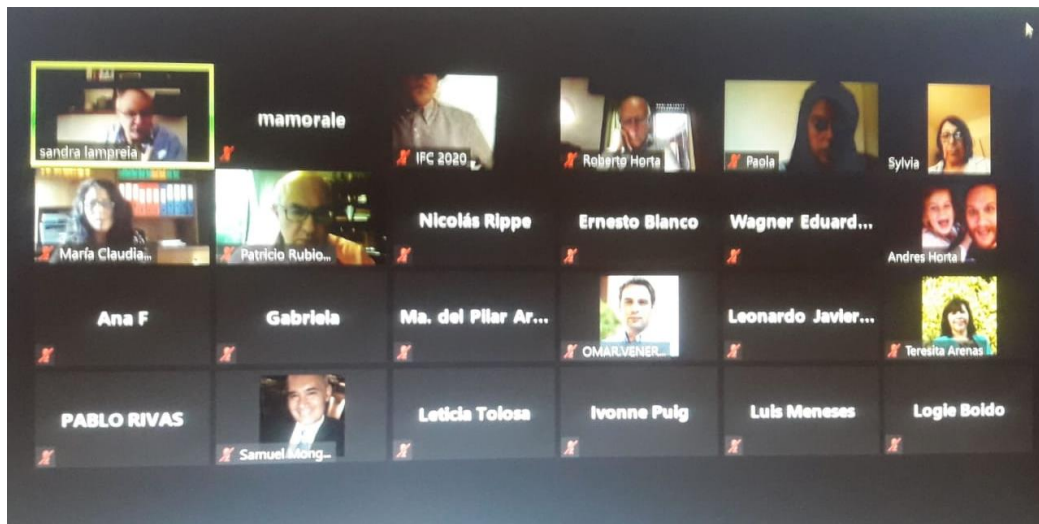 sandra lampreia
mamorale
IFC 2020
Roberto Horta
Paola
Sylvia
María Claudia...
Patricio Rubio...
Nicolás Rippe
Ernesto Blanco
Wagner Eduard...
Andres Horta
Ana F
Gabriela
Ma. del Pilar Ar...
OMAR.VENER...
Leonardo Javier...
Teresita Arenas
PABLO RIVAS
Samuel Mong...
Leticia Tolosa
Ivonne Puig
Luis Meneses
Logie Boido